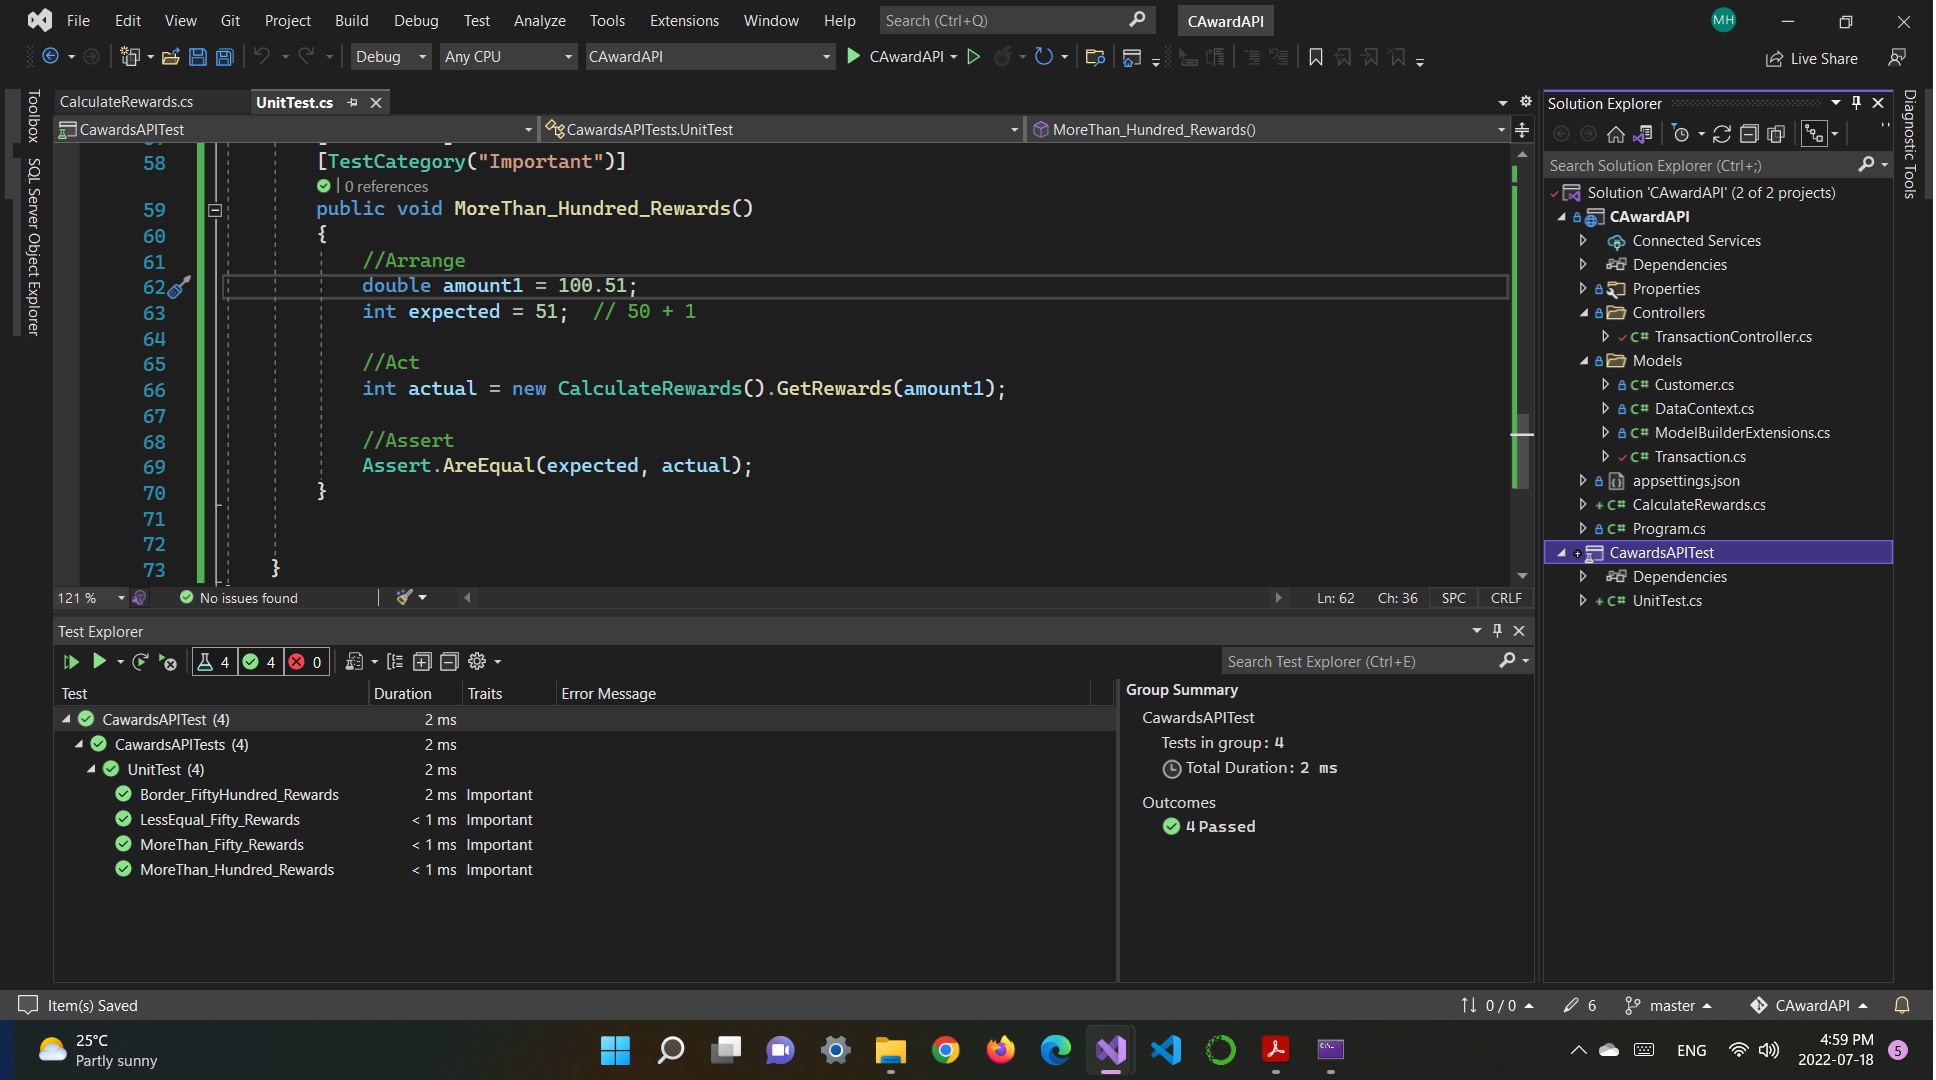 File Edit View Git Project Build Debug Test Analyze Tools Extensions Window Help Search (Ctrl+Q) CAwardAPI MH
Debug Any CPU CAwardAPI CAwardAPI Live Share
Toolbox
SQL Server Object Explorer
CalculateRewards.cs UnitTest.cs
CawardsAPITest CawardsAPITests.UnitTest MoreThan_Hundred_Rewards()
58 [TestCategory("Important")]
0 references
59 public void MoreThan_Hundred_Rewards()
60 {
61 //Arrange
62 double amount1 = 100.51;
63 int expected = 51; // 50 + 1
64
65 //Act
66 int actual = new CalculateRewards().GetRewards(amount1);
67
68 //Assert
69 Assert.AreEqual(expected, actual);
70 }
71
72
73 }
121 % No issues found Ln: 62 Ch: 36 SPC CRLF
Test Explorer
4 4 0 Search Test Explorer (Ctrl+E)
Test Duration Traits Error Message
CawardsAPITest (4) 2 ms
CawardsAPITests (4) 2 ms
UnitTest (4) 2 ms
Border_FiftyHundred_Rewards 2 ms Important
LessEqual_Fifty_Rewards < 1 ms Important
MoreThan_Fifty_Rewards < 1 ms Important
MoreThan_Hundred_Rewards < 1 ms Important
Group Summary
CawardsAPITest
Tests in group: 4
Total Duration: 2 ms
Outcomes
4 Passed
Solution Explorer
Search Solution Explorer (Ctrl+;)
Solution 'CAwardAPI' (2 of 2 projects)
CAwardAPI
Connected Services
Dependencies
Properties
Controllers
C# TransactionController.cs
Models
C# Customer.cs
C# DataContext.cs
C# ModelBuilderExtensions.cs
C# Transaction.cs
appsettings.json
C# CalculateRewards.cs
C# Program.cs
CawardsAPITest
Dependencies
C# UnitTest.cs
Diagnostic Tools
Item(s) Saved 0 / 0 6 master CAwardAPI
25°C
Partly sunny
ENG
4:59 PM
2022-07-18
5